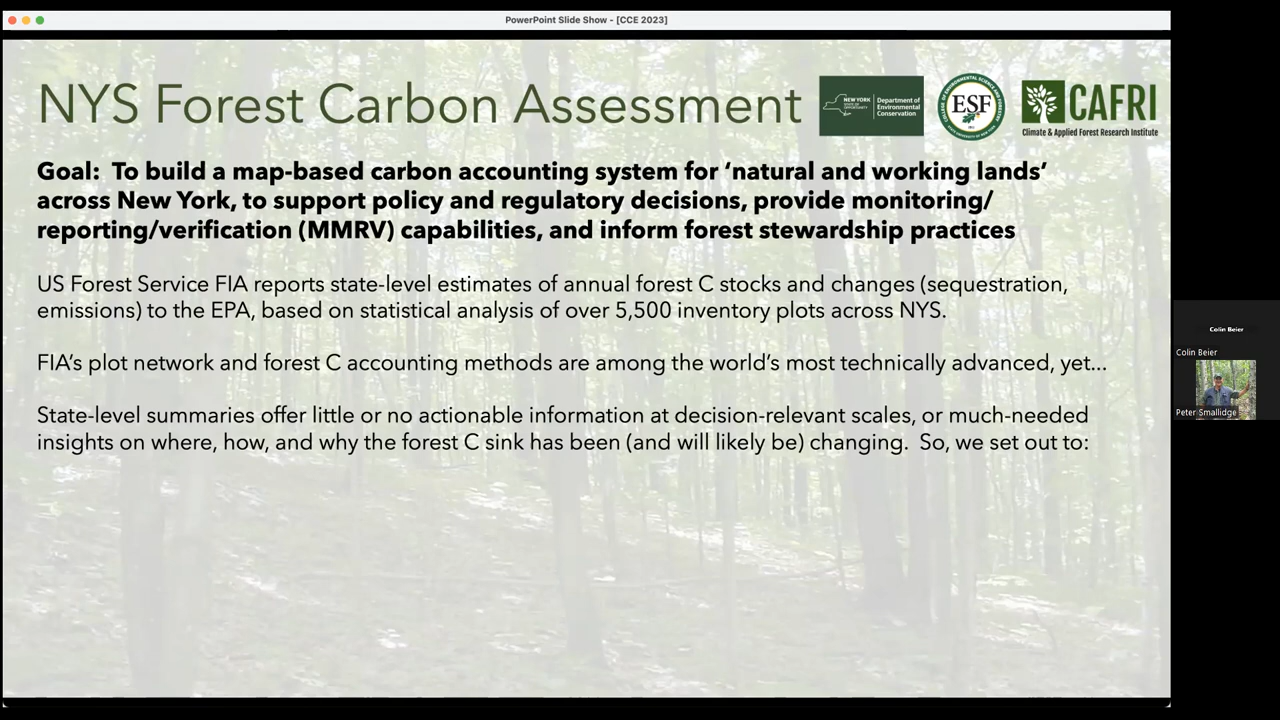 PowerPoint Slide Show - [CCE 2023]
NYS Forest Carbon Assessment
NEW YORK
STATE OF
OPPORTUNITY
Department of
Environmental
Conservation
ESF
CAFRI
Climate & Applied Forest Research Institute
Goal:  To build a map-based carbon accounting system for ‘natural and working lands’
across New York, to support policy and regulatory decisions, provide monitoring/
reporting/verification (MMRV) capabilities, and inform forest stewardship practices
US Forest Service FIA reports state-level estimates of annual forest C stocks and changes (sequestration,
emissions) to the EPA, based on statistical analysis of over 5,500 inventory plots across NYS.
FIA’s plot network and forest C accounting methods are among the world’s most technically advanced, yet...
State-level summaries offer little or no actionable information at decision-relevant scales, or much-needed
insights on where, how, and why the forest C sink has been (and will likely be) changing.  So, we set out to:
Colin Beier
Colin Beier
Peter Smallidge